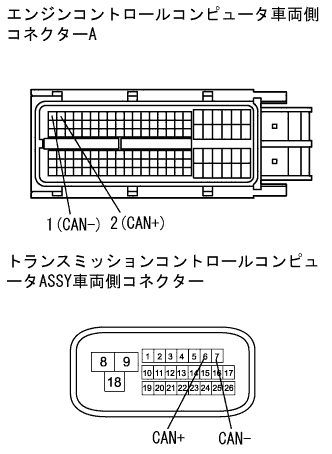 エンジンコントロールコンピュータ車両側
コネクターA
1(CAN-) 2(CAN+)
トランスミッションコントロールコンピュ
ータASSY車両側コネクター
8 9 1 2 3 4 5 6 7
18 10 11 12 13 14 15 16 17
19 20 21 22 23 24 25 26
CAN+ CAN-